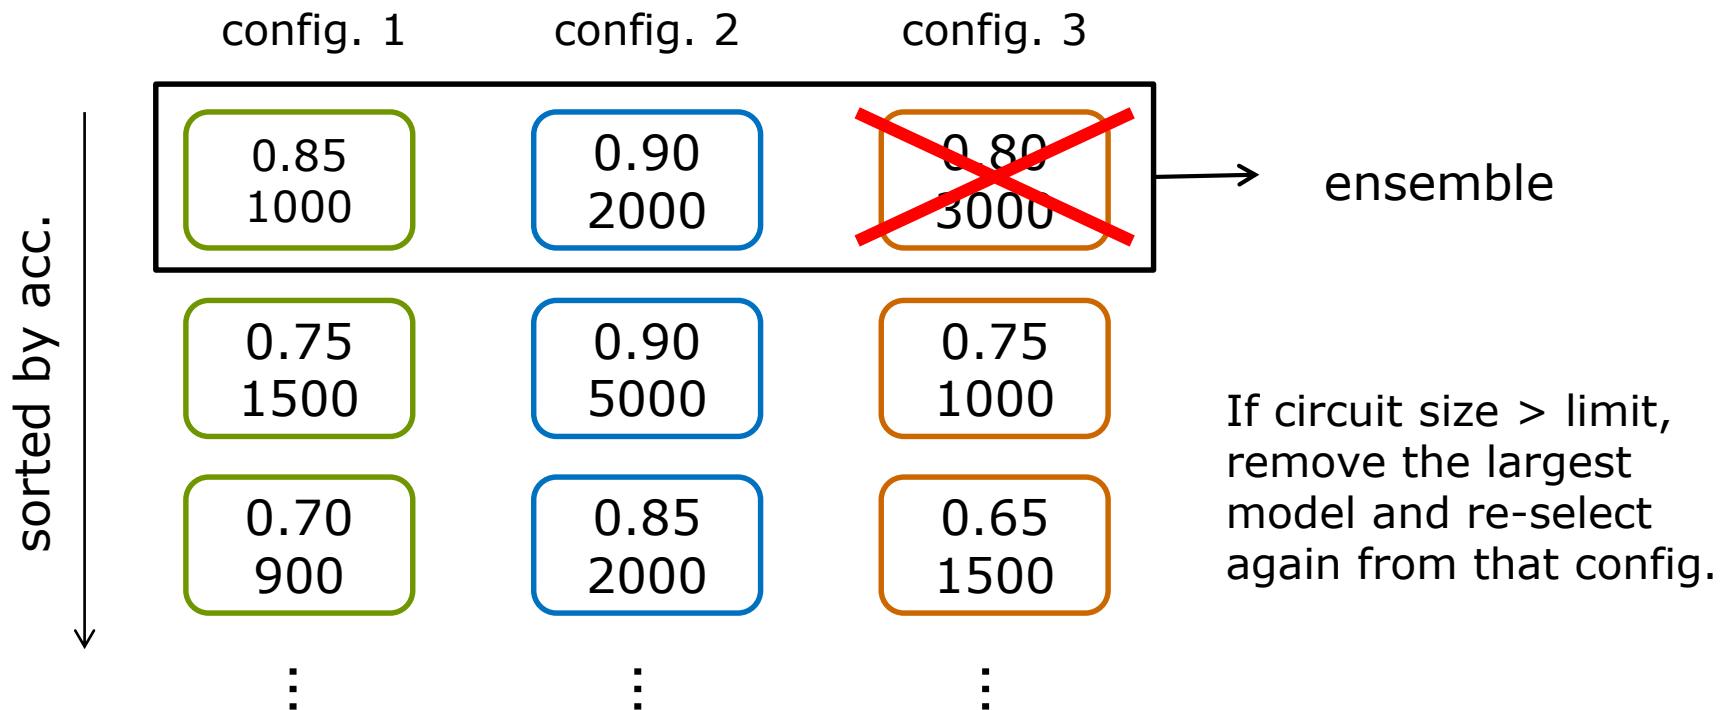 config. 1 config. 2 config. 3
sorted by acc.
0.85 0.90 0.80
1000 2000 3000
ensemble
0.75 0.90 0.75
1500 5000 1000
0.70 0.85 0.65
900 2000 1500
If circuit size > limit,
remove the largest
model and re-select
again from that config.
⋮ ⋮ ⋮